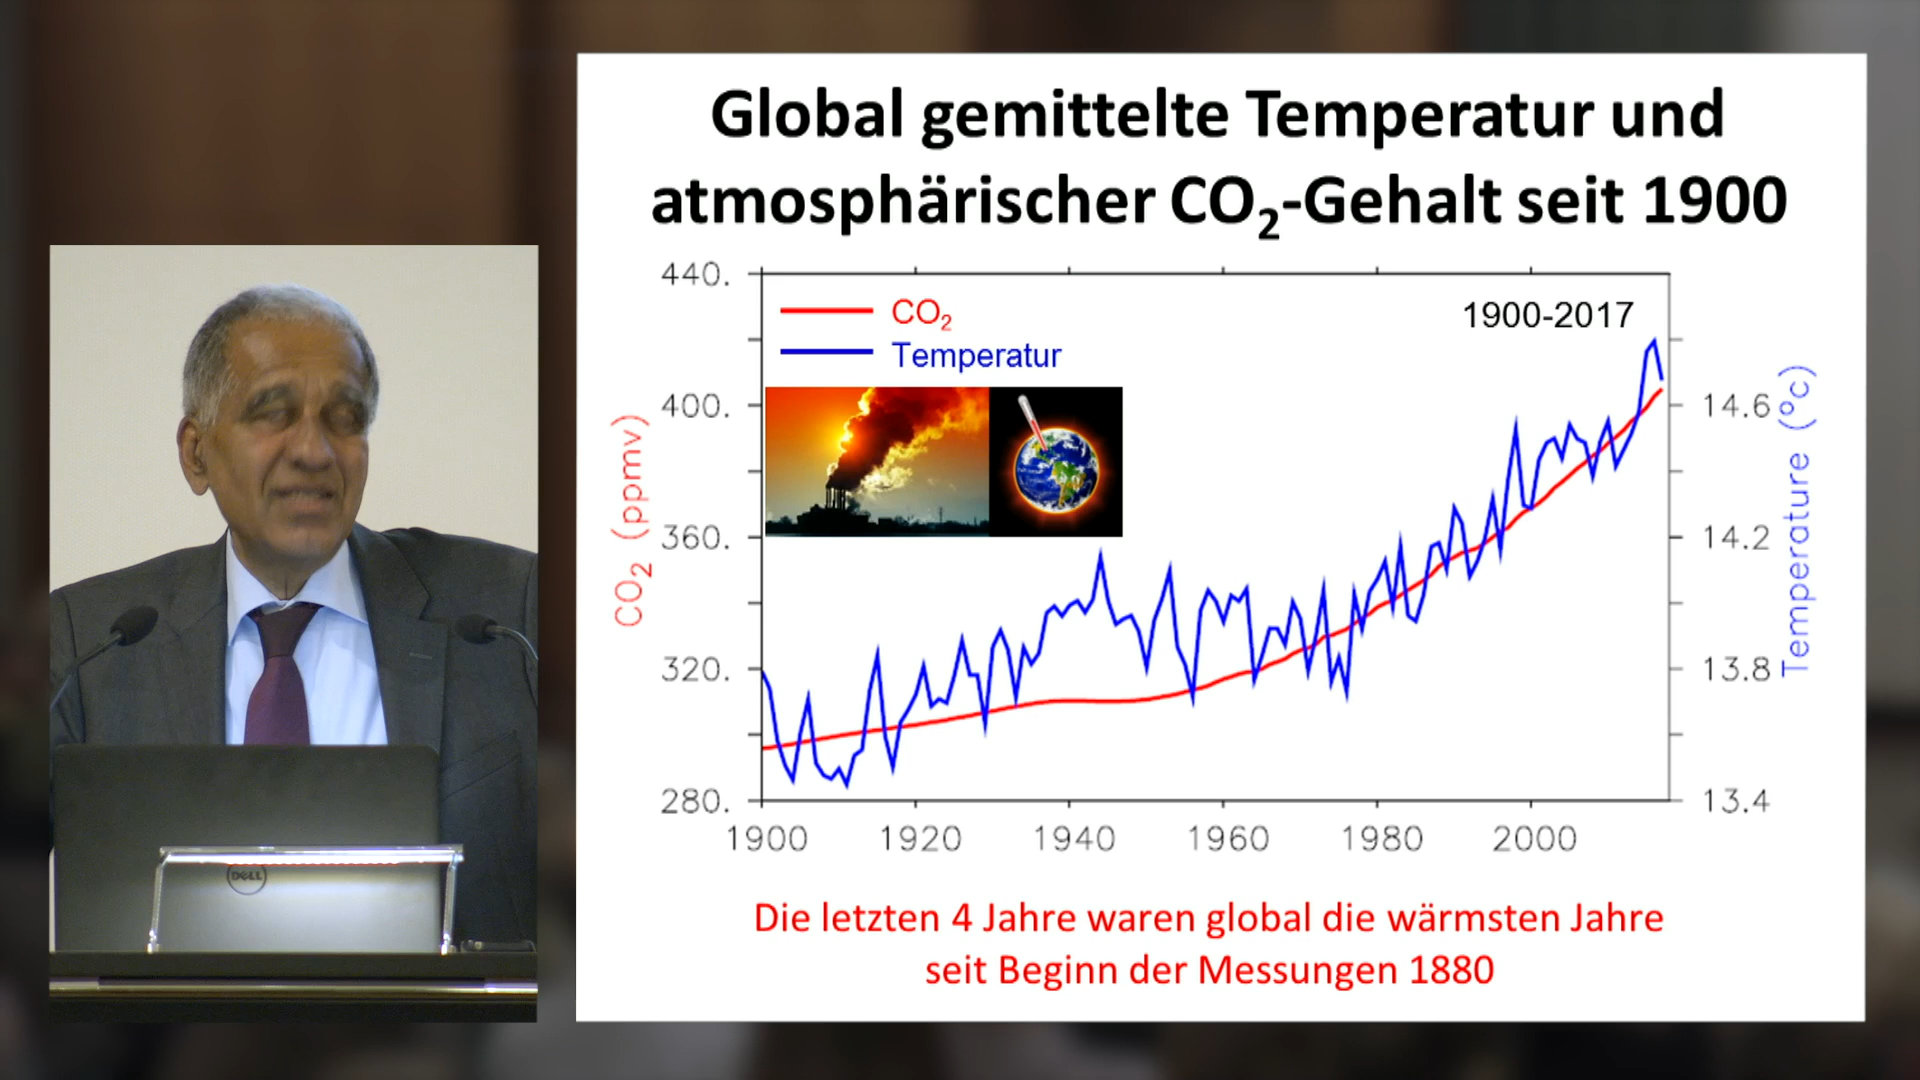 Global gemittelte Temperatur und
atmosphärischer CO₂-Gehalt seit 1900
440.
400.
360.
320.
280.
CO₂ (ppmv)
CO₂
Temperatur
1900-2017
14.6
14.2
13.8
13.4
Temperature (°C)
1900 1920 1940 1960 1980 2000
Die letzten 4 Jahre waren global die wärmsten Jahre
seit Beginn der Messungen 1880
DELL